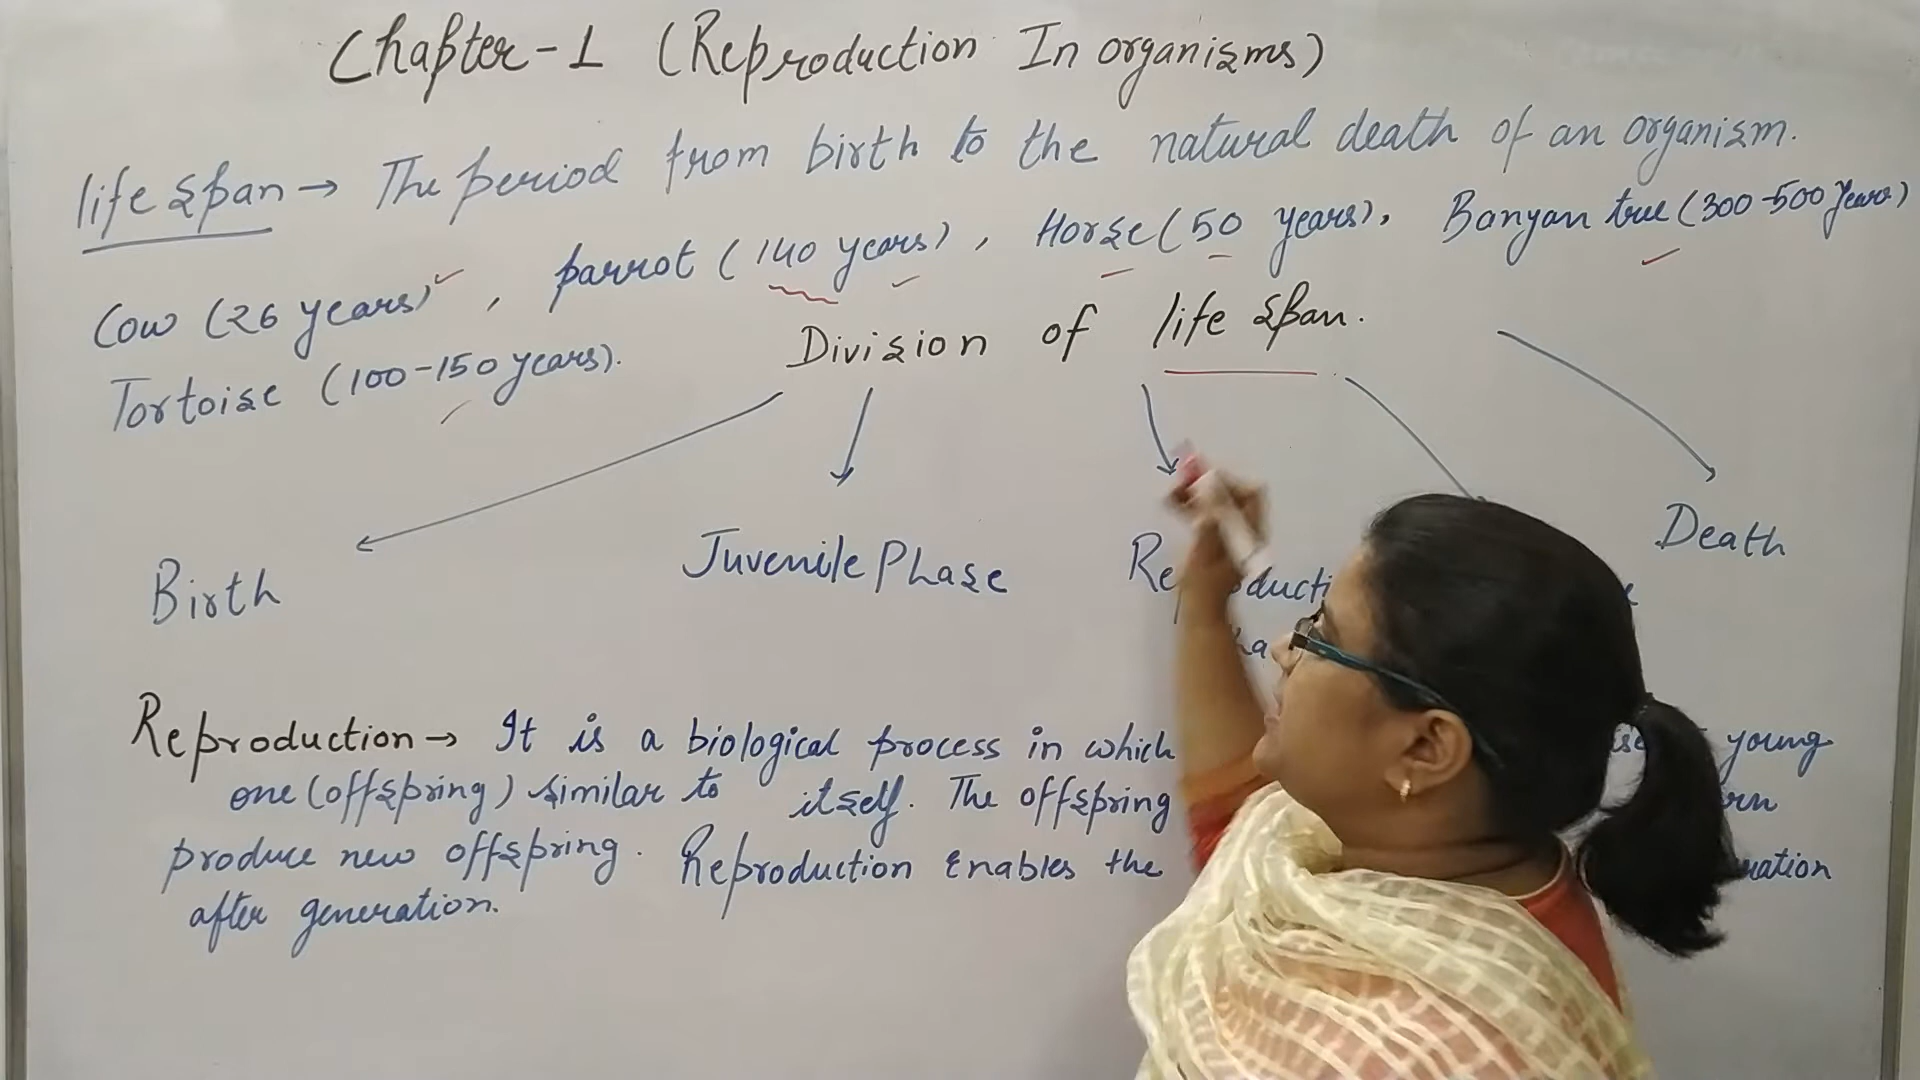 Chapter-1 (Reproduction In organisms)
life span → The period from birth to the natural death of an organism.
Cow (26 years), parrot (140 years), Horse (50 years), Banyan tree (300-500 years)
Tortoise (100-150 years).
Division of life span.
Birth
Juvenile Phase
Death
Reproduction → It is a biological process in which young
one (offspring) similar to itself. The offspring
produce new offspring. Reproduction Enables the
after generation.